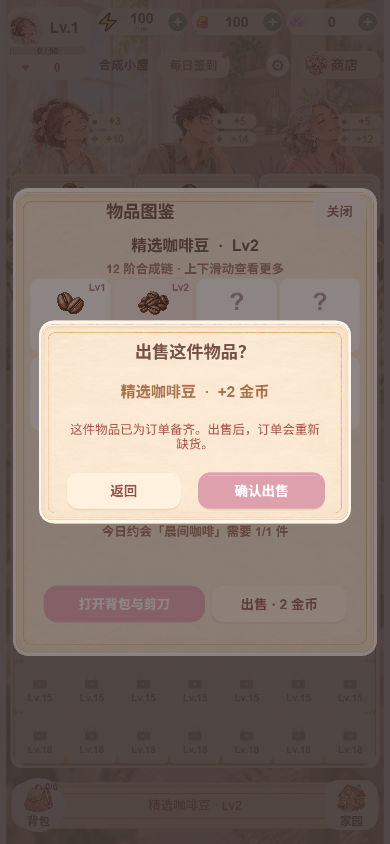 Lv.1
100
100
0
0 / 50
0
合成小屋
每日签到
商店
+3
+10
+5
+14
+5
+12
物品图鉴
关闭
精选咖啡豆 · Lv2
12 阶合成链 · 上下滑动查看更多
Lv1
Lv2
?
?
出售这件物品?
精选咖啡豆 · +2 金币
这件物品已为订单备齐。出售后，订单会重新
缺货。
返回
确认出售
今日约会「晨间咖啡」需要 1/1 件
打开背包与剪刀
出售 · 2 金币
Lv.15 Lv.15 Lv.15 Lv.15 Lv.15 Lv.15 Lv.15
Lv.18 Lv.18 Lv.18 Lv.18 Lv.18 Lv.18 Lv.18
背包
精选咖啡豆 · Lv2
家园